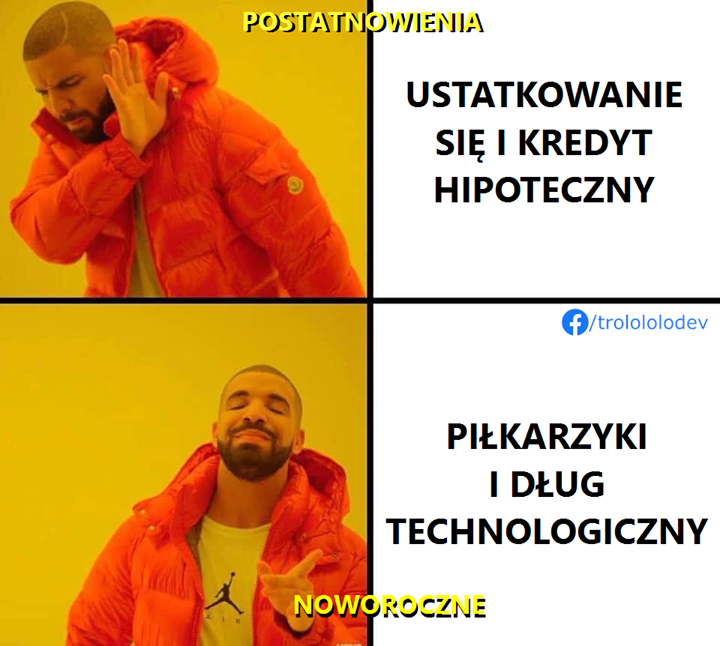 POSTATNOWIENIA
USTATKOWANIE
SIĘ I KREDYT
HIPOTECZNY
/trolololodev
PIŁKARZYKI
I DŁUG
TECHNOLOGICZNY
NOWOROCZNE